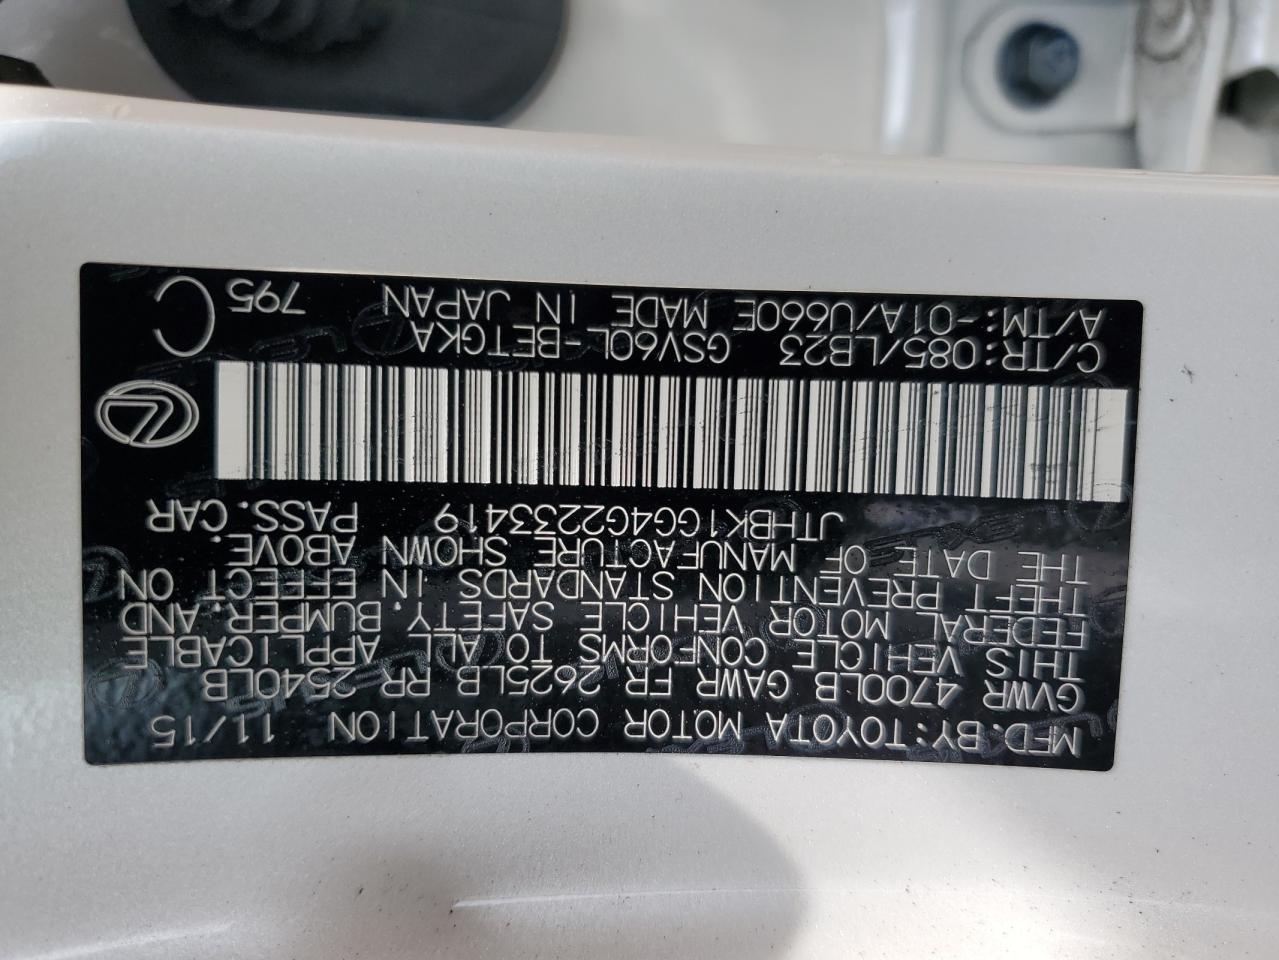 MFD. BY: TOYOTA MOTOR CORPORATION 11/15
GVWR 4700LB GAWR FR 2625LB RR 2540LB
THIS VEHICLE CONFORMS TO ALL APPLICABLE
FEDERAL MOTOR VEHICLE SAFETY, BUMPER, AND
THEFT PREVENTION STANDARDS IN EFFECT ON
THE DATE OF MANUFACTURE SHOWN ABOVE.
JTHBK1GG4G2233419 PASS. CAR
C/TR: 085/LB23 GSV60L-BETGKA
A/TM: -01A/U660E MADE IN JAPAN 795 C